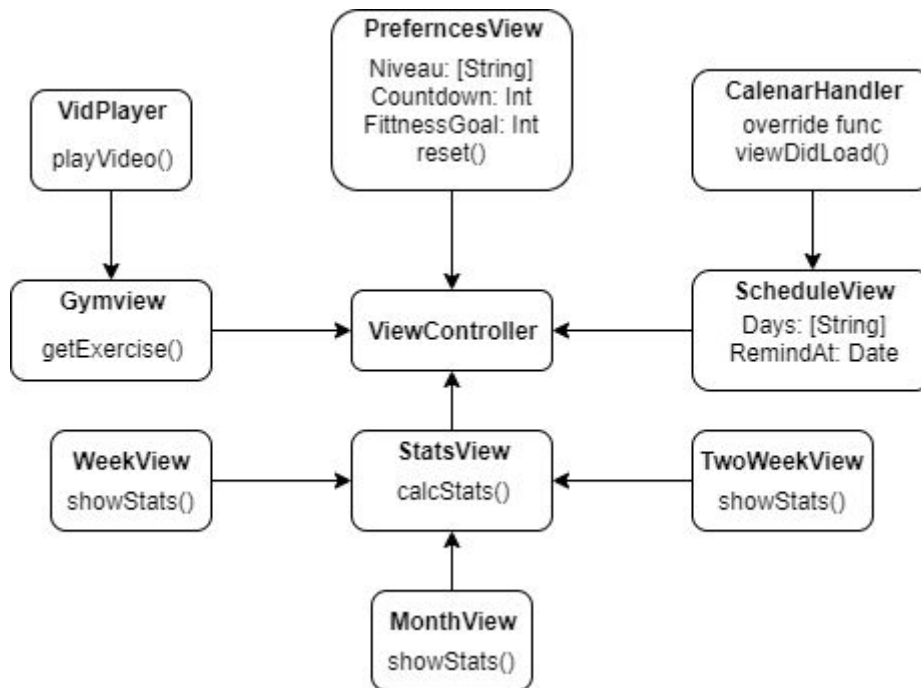 PreferncesView
Niveau: [String]
Countdown: Int
FittnessGoal: Int
reset()
VidPlayer
playVideo()
CalenarHandler
override func
viewDidLoad()
Gymview
getExercise()
ViewController
ScheduleView
Days: [String]
RemindAt: Date
WeekView
showStats()
StatsView
calcStats()
TwoWeekView
showStats()
MonthView
showStats()